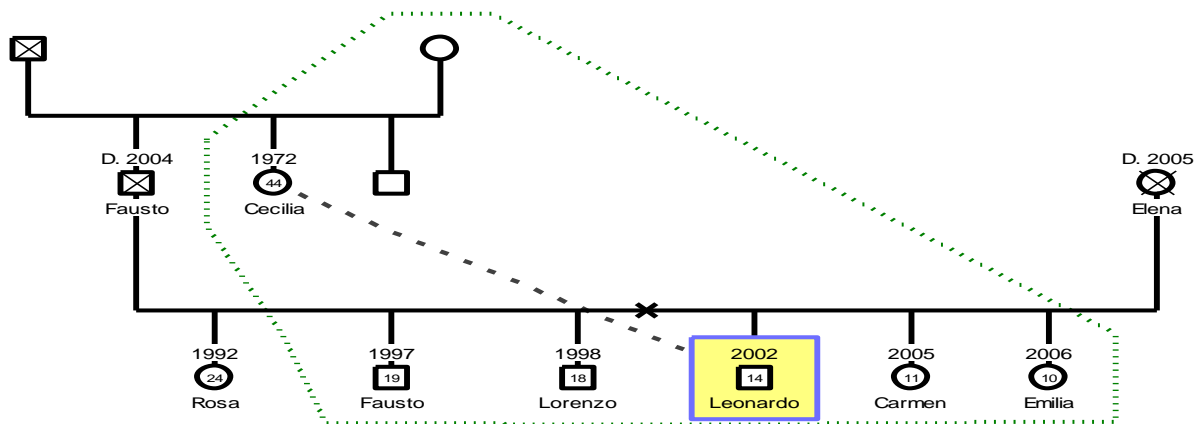 D. 2004
1972
D. 2005
44
Fausto
Cecilia
Elena
1992
1997
1998
2002
2005
2006
24
19
18
14
11
10
Rosa
Fausto
Lorenzo
Leonardo
Carmen
Emilia